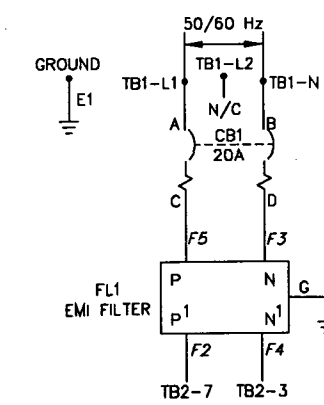 50/60 Hz
GROUND
TB1-L2
TB1-L1
TB1-N
E1
N/C
A
CB1
B
20A
C
D
F5
F3
P
N
FL1
EMI FILTER
G
P1
N1
F2
F4
TB2-7
TB2-3